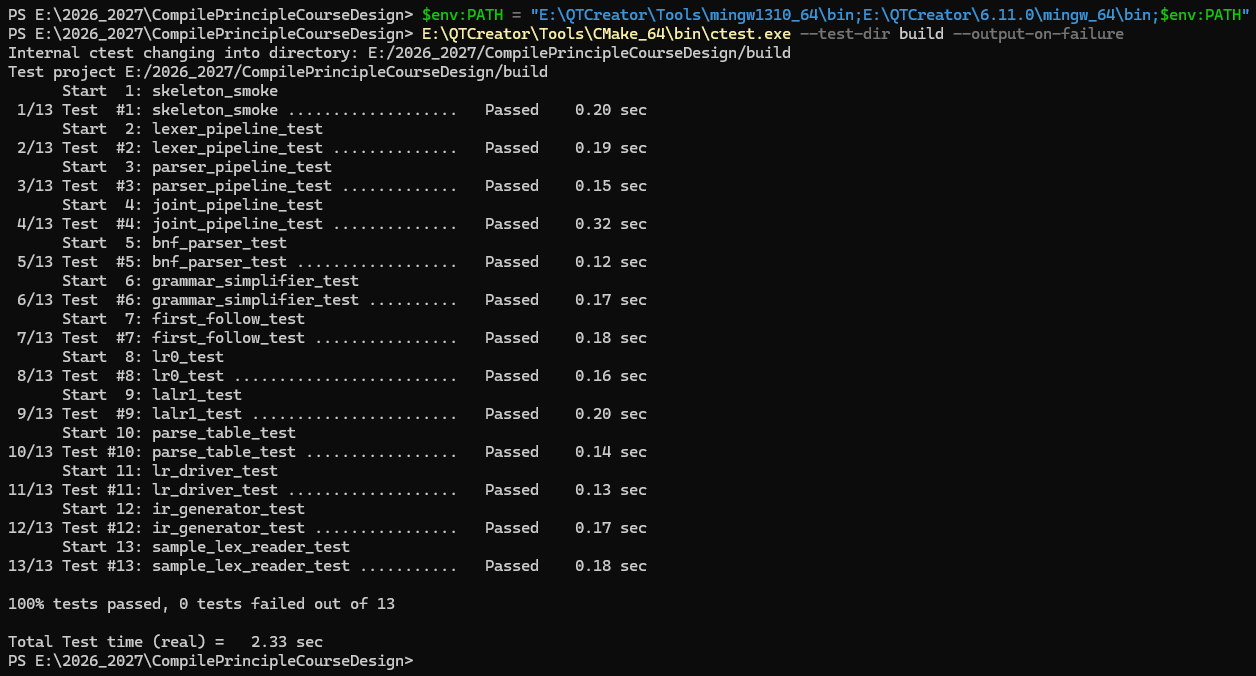 PS E:\2026_2027\CompilePrincipleCourseDesign> $env:PATH = "E:\QTCreator\Tools\mingw1310_64\bin;E:\QTCreator\6.11.0\mingw_64\bin;$env:PATH"
PS E:\2026_2027\CompilePrincipleCourseDesign> E:\QTCreator\Tools\CMake_64\bin\ctest.exe --test-dir build --output-on-failure
Internal ctest changing into directory: E:/2026_2027/CompilePrincipleCourseDesign/build
Test project E:/2026_2027/CompilePrincipleCourseDesign/build
      Start  1: skeleton_smoke
 1/13 Test  #1: skeleton_smoke ...................   Passed    0.20 sec
      Start  2: lexer_pipeline_test
 2/13 Test  #2: lexer_pipeline_test ..............   Passed    0.19 sec
      Start  3: parser_pipeline_test
 3/13 Test  #3: parser_pipeline_test .............   Passed    0.15 sec
      Start  4: joint_pipeline_test
 4/13 Test  #4: joint_pipeline_test ..............   Passed    0.32 sec
      Start  5: bnf_parser_test
 5/13 Test  #5: bnf_parser_test ..................   Passed    0.12 sec
      Start  6: grammar_simplifier_test
 6/13 Test  #6: grammar_simplifier_test ..........   Passed    0.17 sec
      Start  7: first_follow_test
 7/13 Test  #7: first_follow_test ................   Passed    0.18 sec
      Start  8: lr0_test
 8/13 Test  #8: lr0_test .........................   Passed    0.16 sec
      Start  9: lalr1_test
 9/13 Test  #9: lalr1_test .......................   Passed    0.20 sec
      Start 10: parse_table_test
10/13 Test #10: parse_table_test .................   Passed    0.14 sec
      Start 11: lr_driver_test
11/13 Test #11: lr_driver_test ...................   Passed    0.13 sec
      Start 12: ir_generator_test
12/13 Test #12: ir_generator_test ................   Passed    0.17 sec
      Start 13: sample_lex_reader_test
13/13 Test #13: sample_lex_reader_test ...........   Passed    0.18 sec

100% tests passed, 0 tests failed out of 13

Total Test time (real) =   2.33 sec
PS E:\2026_2027\CompilePrincipleCourseDesign>